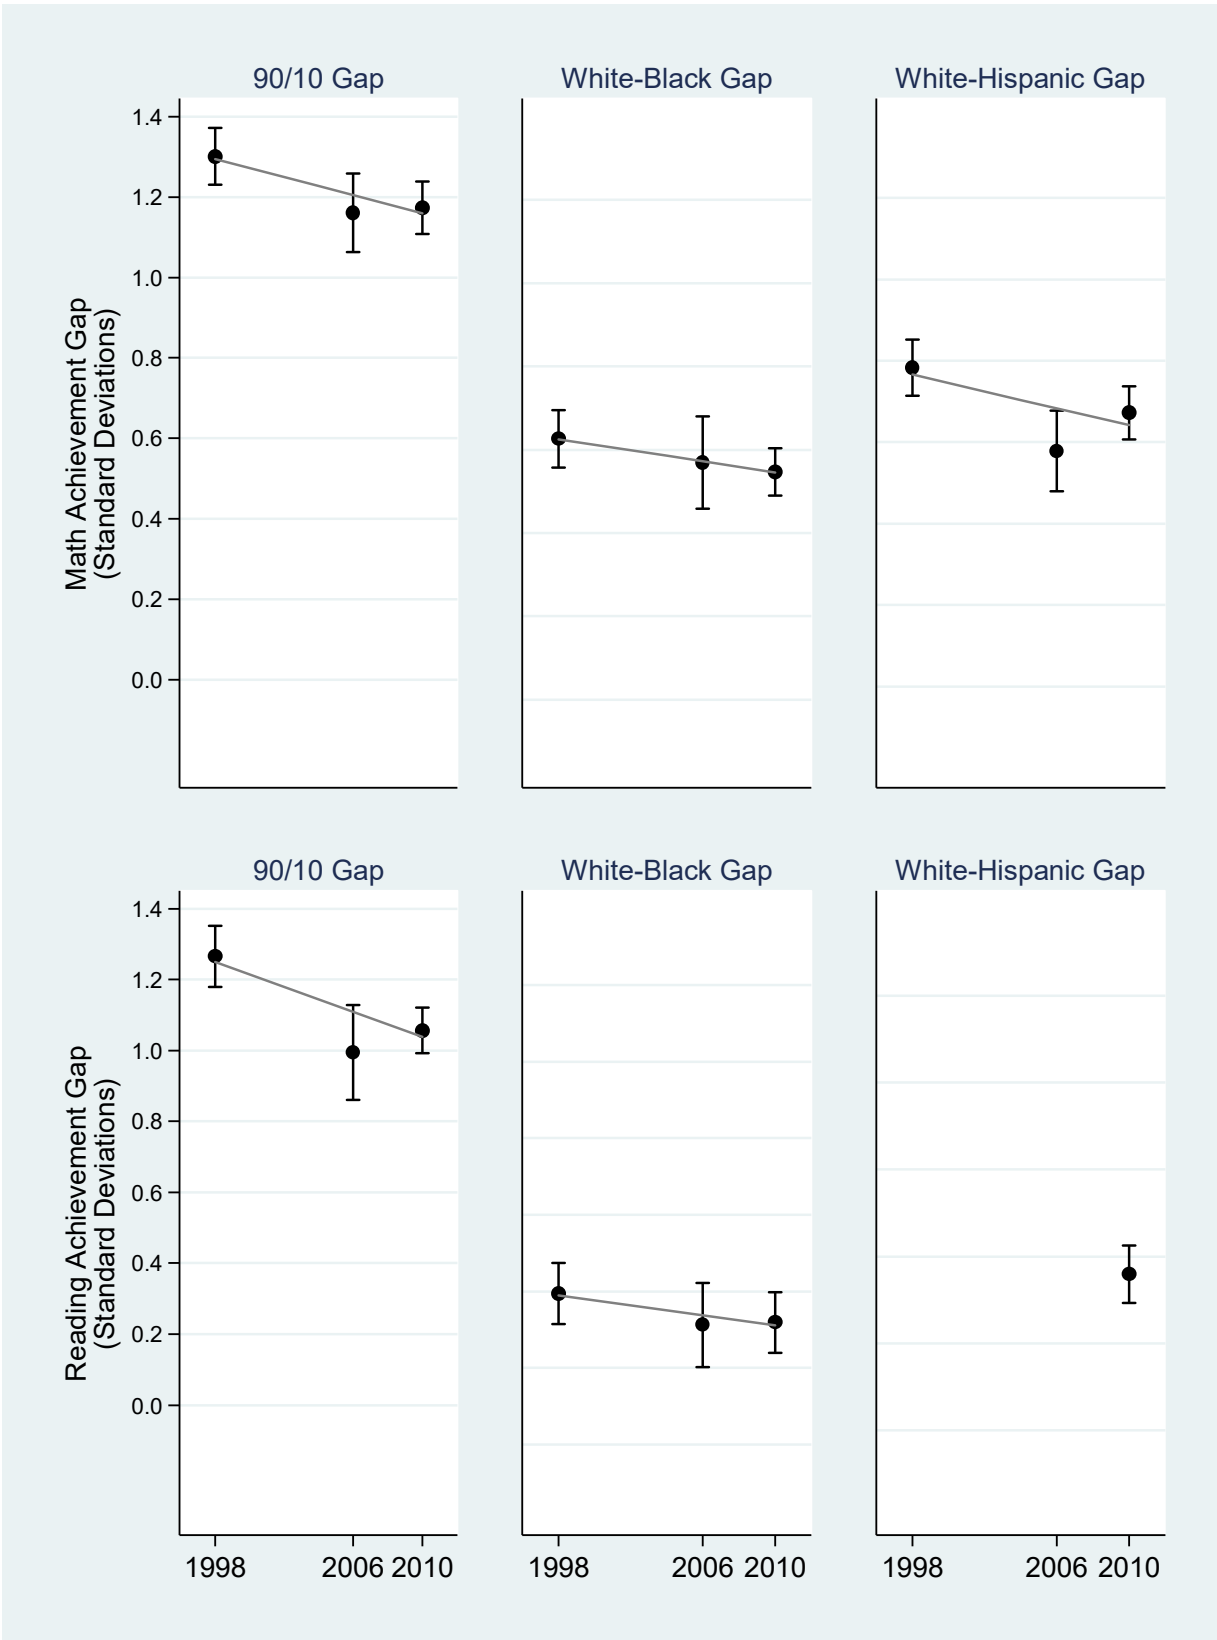 90/10 Gap
White-Black Gap
White-Hispanic Gap
Math Achievement Gap
(Standard Deviations)
1.4
1.2
1.0
0.8
0.6
0.4
0.2
0.0
90/10 Gap
White-Black Gap
White-Hispanic Gap
Reading Achievement Gap
(Standard Deviations)
1.4
1.2
1.0
0.8
0.6
0.4
0.2
0.0
1998 2006 2010
1998 2006 2010
1998 2006 2010